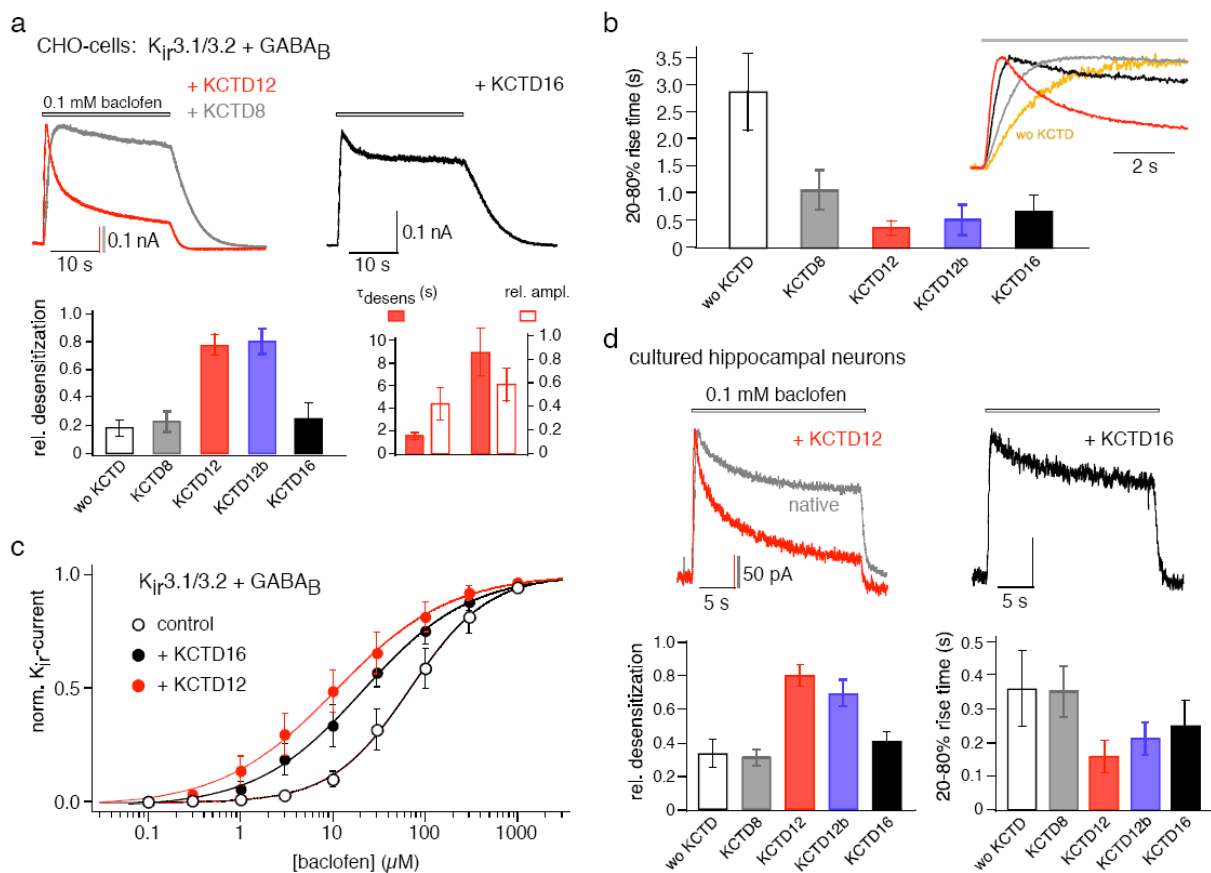 a
CHO-cells: Kir3.1/3.2 + GABAB
+ KCTD12
+ KCTD8
+ KCTD16
0.1 mM baclofen
0.1 nA
10 s
0.1 nA
10 s
rel. desensitization
1.0
0.8
0.6
0.4
0.2
0
wo KCTD
KCTD8
KCTD12
KCTD12b
KCTD16
τdesens (s)
rel. ampl.
10
8
6
4
2
0
1.0
0.8
0.6
0.4
0.2
0
b
20-80% rise time (s)
3.5
3.0
2.5
2.0
1.5
1.0
0.5
0
wo KCTD
KCTD8
KCTD12
KCTD12b
KCTD16
wo KCTD
2 s
c
Kir3.1/3.2 + GABAB
control
+ KCTD16
+ KCTD12
norm. Kir-current
1.0
0.5
0.0
0.1
1
10
100
1000
[baclofen] (μM)
d
cultured hippocampal neurons
0.1 mM baclofen
+ KCTD12
+ KCTD16
native
50 pA
5 s
5 s
rel. desensitization
1.0
0.8
0.6
0.4
0.2
0
wo KCTD
KCTD8
KCTD12
KCTD12b
KCTD16
20-80% rise time (s)
0.5
0.4
0.3
0.2
0.1
0
wo KCTD
KCTD8
KCTD12
KCTD12b
KCTD16